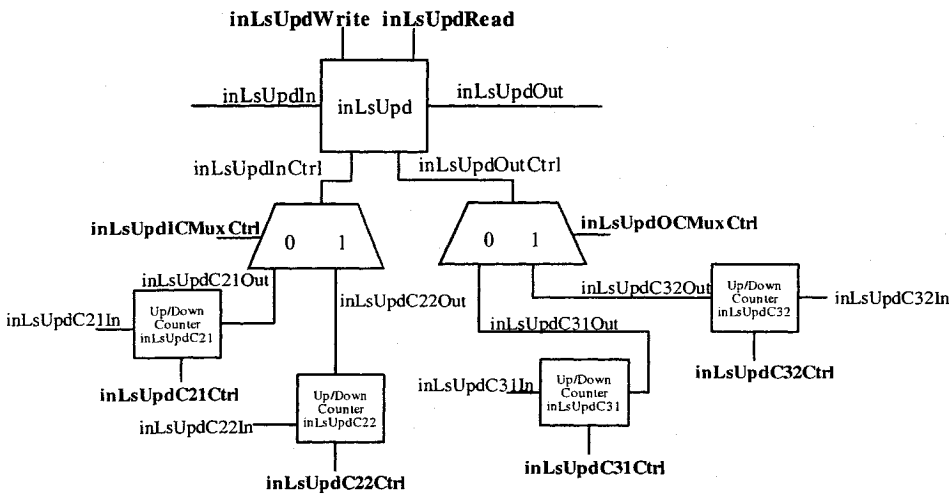 inLsUpdWrite inLsUpdRead
inLsUpdIn
inLsUpd
inLsUpdOut
inLsUpdInCtrl
inLsUpdOutCtrl
inLsUpdICMuxCtrl
0 1
0 1
inLsUpdOCMuxCtrl
inLsUpdC21Out
inLsUpdC22Out
inLsUpdC32Out
inLsUpdC21In
Up/Down
Counter
inLsUpdC21
inLsUpdC31Out
Up/Down
Counter
inLsUpdC32
inLsUpdC32In
inLsUpdC21Ctrl
inLsUpdC32Ctrl
inLsUpdC22In
Up/Down
Counter
inLsUpdC22
inLsUpdC31In
Up/Down
Counter
inLsUpdC31
inLsUpdC22Ctrl
inLsUpdC31Ctrl